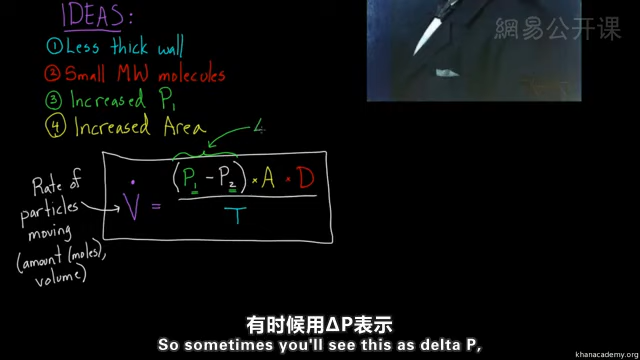 IDEAS:
① Less thick wall
② Small MW molecules
③ Increased P₁
④ Increased Area
網易公开课
Rate of
particles
moving
(amount (moles),
volume)
V̇ = (P₁ - P₂) × A × D
T
有时候用ΔP表示
So sometimes you'll see this as delta P,
khanacademy.org